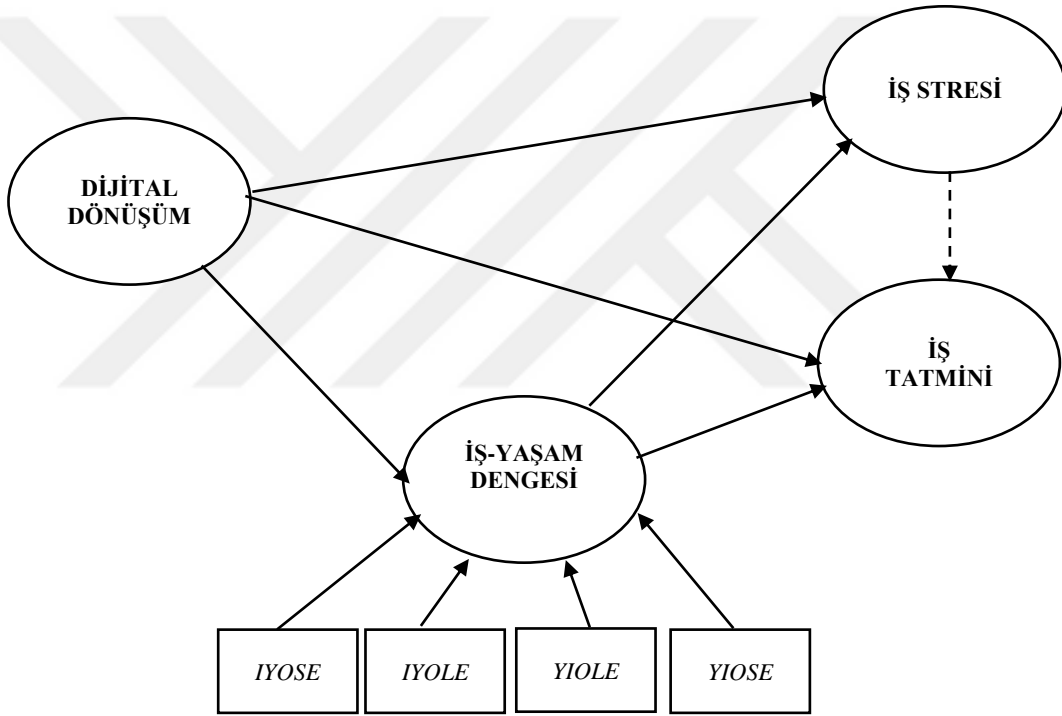 İŞ STRESİ
DİJİTAL
DÖNÜŞÜM
İŞ
TATMİNİ
İŞ-YAŞAM
DENGESİ
IYOSE
IYOLE
YIOLE
YIOSE